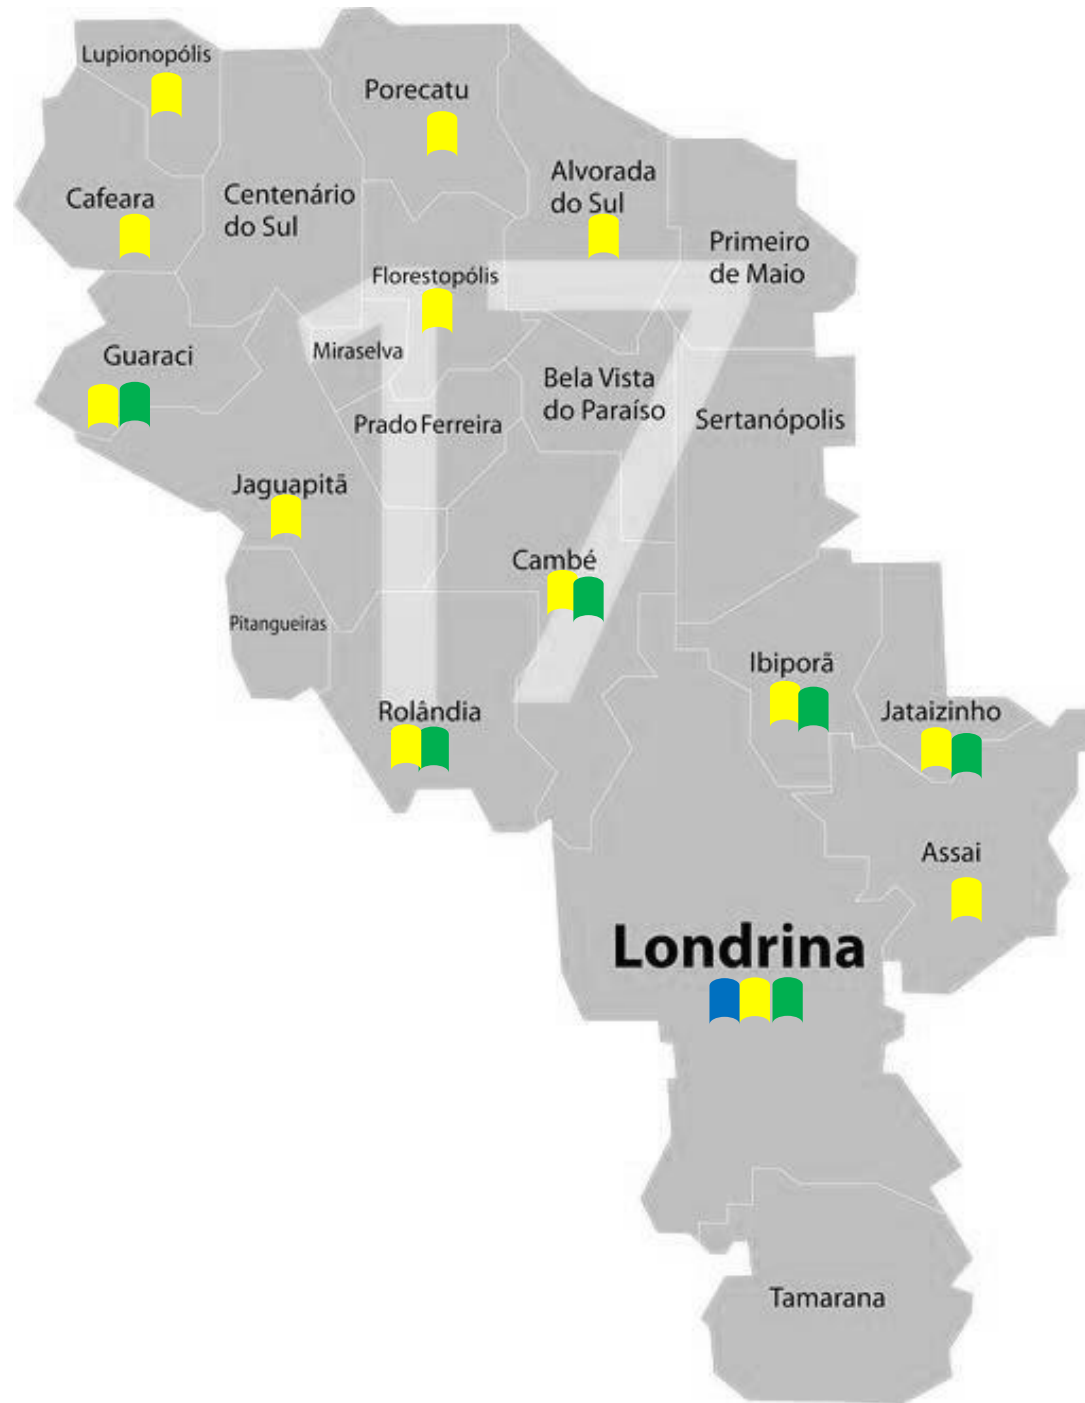 Lupionopólis
Porecatu
Alvorada
do Sul
Cafeara
Centenário
do Sul
Primeiro
de Maio
Florestopólis
17
Guaraci
Miraselva
Bela Vista
do Paraíso
Prado Ferreira
Sertanópolis
Jaguapitã
Cambé
Pitangueiras
Ibiporã
Rolândia
Jataizinho
Assai
Londrina
Tamarana